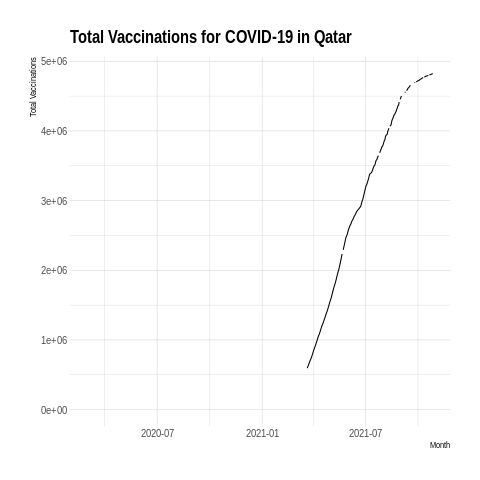 Total Vaccinations for COVID-19 in Qatar
Total Vaccinations
5e+06
4e+06
3e+06
2e+06
1e+06
0e+00
2020-07 2021-01 2021-07
Month